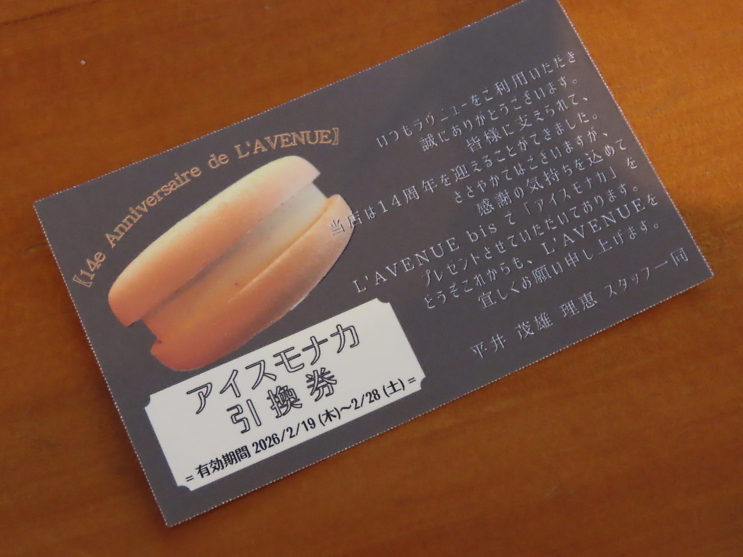 《14e Anniversaire de L'AVENUE》
いつもラヴニューをご利用いただき
誠にありがとうございます。
皆様に支えられて、
当店は14周年を迎えることができました。
ささやかではございますが、
感謝の気持ちを込めて
L'AVENUE bis で「アイスモナカ」を
プレゼントさせていただいております。
どうぞこれからも、L'AVENUEを
宜しくお願い申し上げます。
平井 茂雄 理恵 スタッフ一同
アイスモナカ
引換券
= 有効期間 2026/2/19 (木)～2/28 (土) =